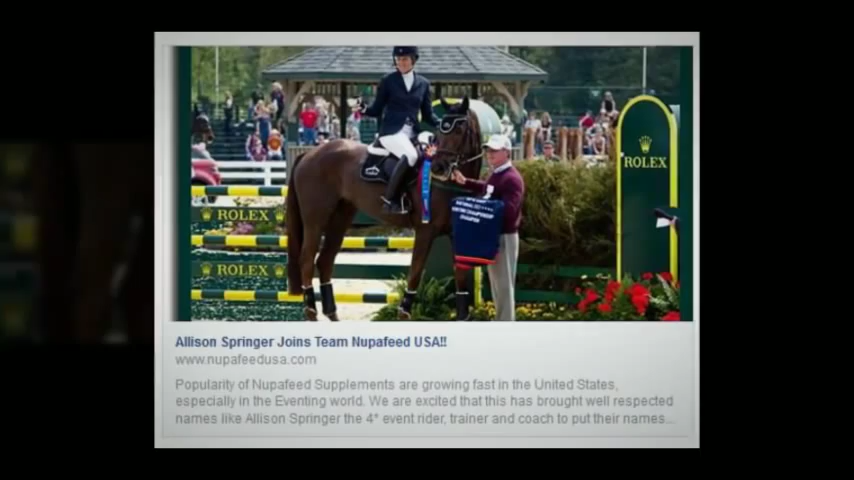 ROLEX
ROLEX
ROLEX
Allison Springer Joins Team Nupafeed USA!!
www.nupafeedusa.com
Popularity of Nupafeed Supplements are growing fast in the United States,
especially in the Eventing world. We are excited that this has brought well respected
names like Allison Springer the 4* event rider, trainer and coach to put their names...